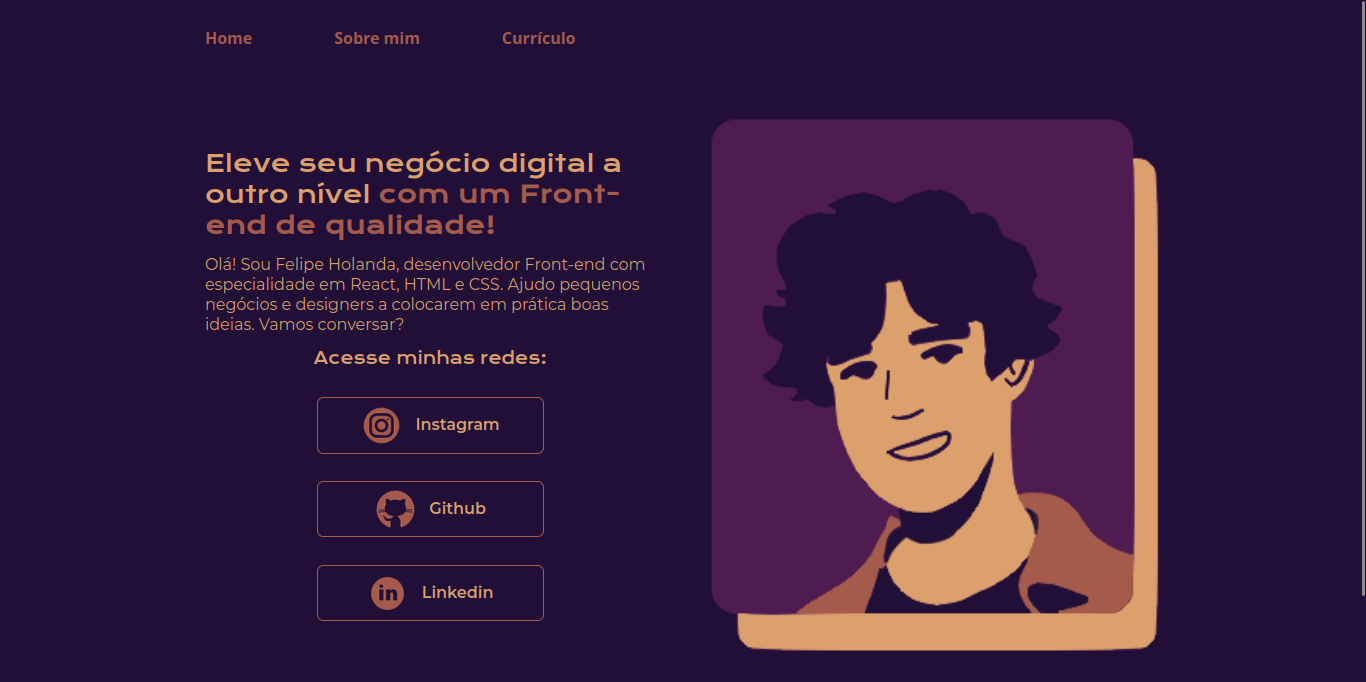 Home
Sobre mim
Currículo
Eleve seu negócio digital a
outro nível com um Front-
end de qualidade!
Olá! Sou Felipe Holanda, desenvolvedor Front-end com
especialidade em React, HTML e CSS. Ajudo pequenos
negócios e designers a colocarem em prática boas
ideias. Vamos conversar?
Acesse minhas redes:
Instagram
Github
in
Linkedin